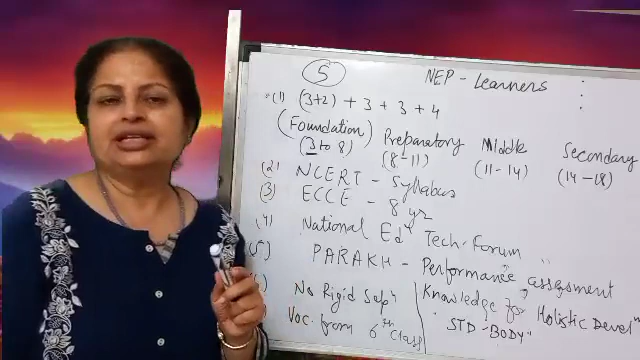 5
NEP - Learners
(1) (3+2) + 3 + 3 + 4
(Foundation) Preparatory Middle Secondary
(3 to 8) (8-11) (11-14) (14-18)
(2) NCERT - Syllabus
(3) ECCE - 8 yr
(4) National Edⁿ Tech-Forum "
(5) PARAKH - Performance assessment
No Rigid Sepⁿ Knowledge for Holistic Develⁿ
Voc. from 6th Class STD-BODY"